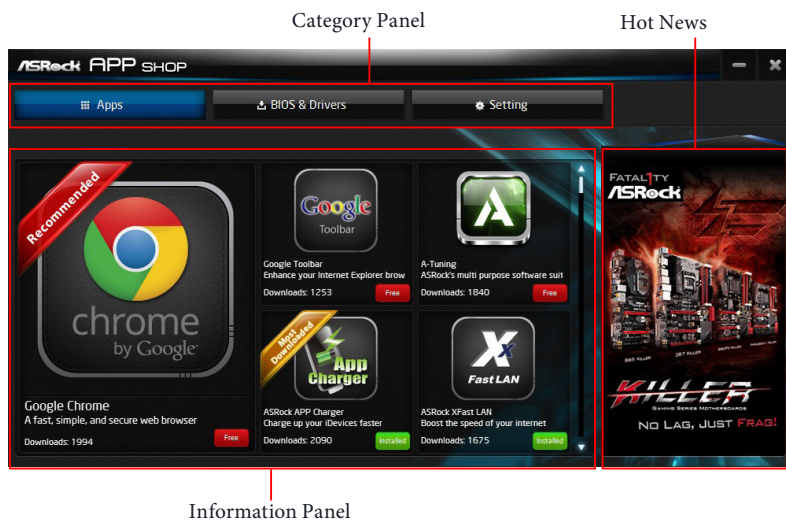 Category Panel
Hot News
ASRock APP SHOP
Apps
BIOS & Drivers
Setting
Recommended
chrome
by Google
Google Chrome
A fast, simple, and secure web browser
Downloads: 1994
Free
Google
Toolbar
Google Toolbar
Enhance your Internet Explorer brow
Downloads: 1253
Free
A-Tuning
ASRock's multi purpose software suit
Downloads: 1840
Free
Most
Downloaded
App
Charger
ASRock APP Charger
Charge up your iDevices faster
Downloads: 2090
Installed
Fast LAN
ASRock XFast LAN
Boost the speed of your internet
Downloads: 1675
Installed
FATAL1TY
ASRock
Z87 KILLER
KILLER
GAMING SERIES MOTHERBOARDS
NO LAG, JUST FRAG!
Information Panel